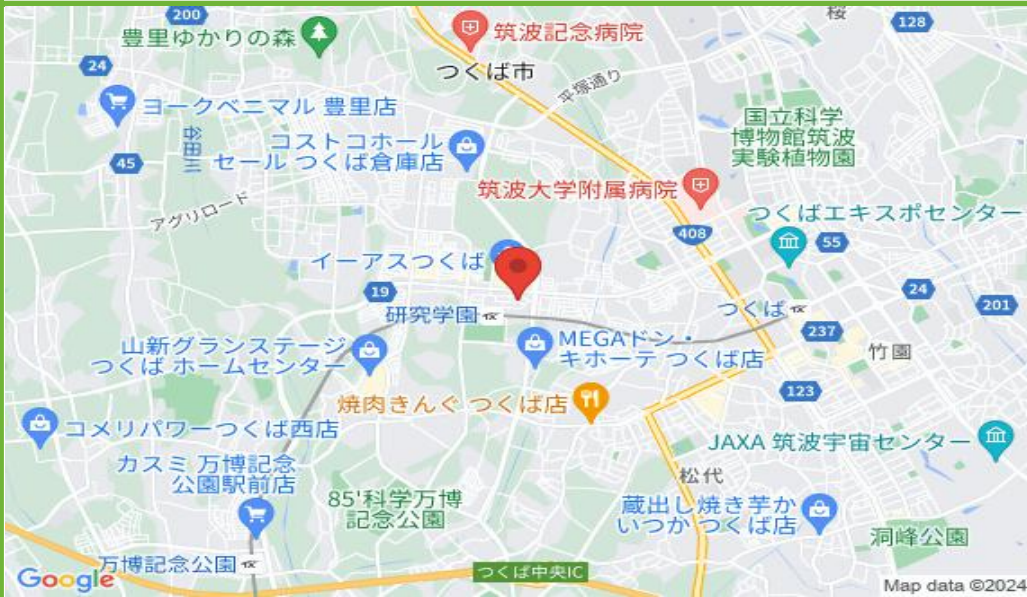 200
桜
128
豊里ゆかりの森
筑波記念病院
24
つくば市
平塚通り
ヨークベニマル 豊里店
国立科学
博物館筑波
実験植物園
谷田川
45
コストコホール
セール つくば倉庫店
筑波大学附属病院
アグリロード
つくばエキスポセンター
408
55
イーアスつくば
19
24
201
研究学園
つくば
237
MEGAドン・
キホーテ つくば店
山新グランステージ
つくば ホームセンター
竹園
123
焼肉きんぐ つくば店
コメリパワーつくば西店
JAXA 筑波宇宙センター
カスミ 万博記念
公園駅前店
松代
85'科学万博
記念公園
蔵出し焼き芋か
いつか つくば店
洞峰公園
万博記念公園
つくば中央IC
Google
Map data ©2024